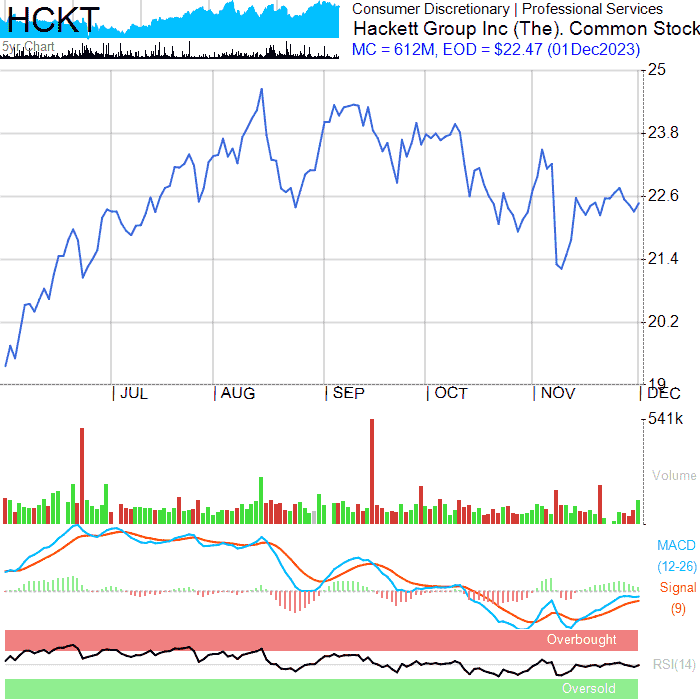 HCKT
5yr Chart
Consumer Discretionary | Professional Services
Hackett Group Inc (The). Common Stock
MC = 612M, EOD = $22.47 (01Dec2023)
25
23.8
22.6
21.4
20.2
19
JUL
AUG
SEP
OCT
NOV
DEC
541k
Volume
MACD
(12-26)
Signal
(9)
Overbought
RSI(14)
Oversold